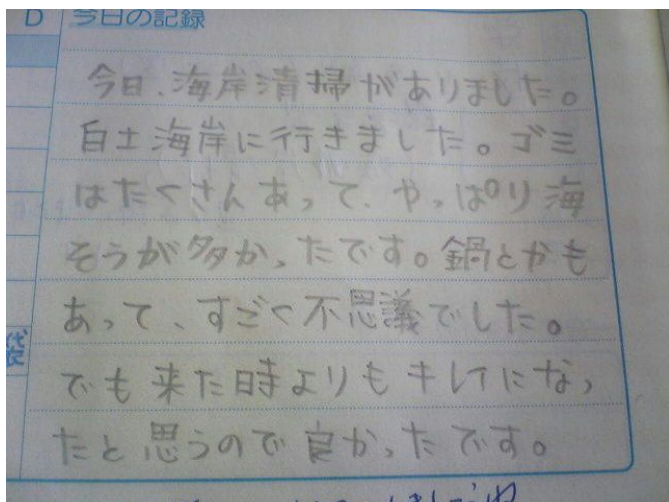 D 今日の記録
今日、海岸清掃がありました。
白土海岸に行きました。ゴミ
はたくさんあって、やっぱり海
そうが多かったです。鍋とかも
あって、すごく不思議でした。
でも来た時よりもキレイになっ
たと思うので良かったです。